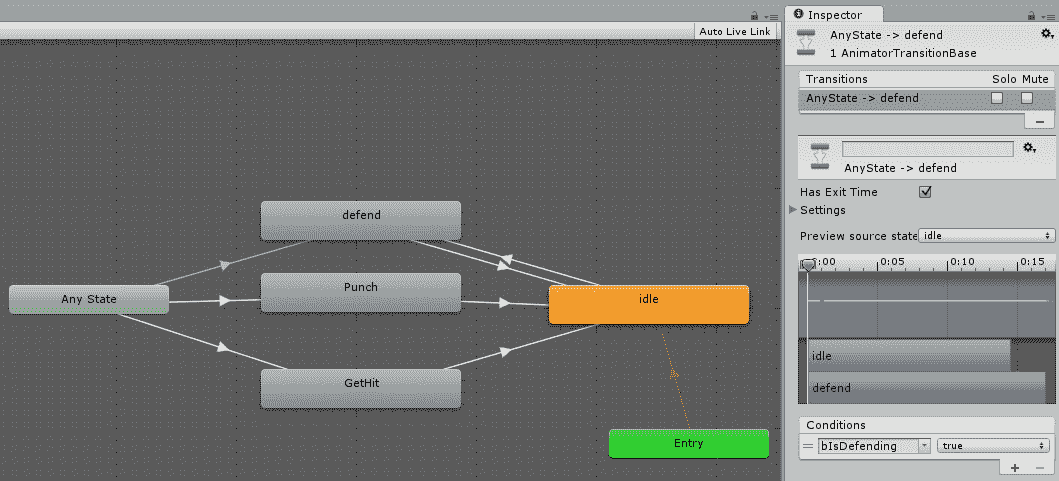 Auto Live Link
defend
Any State
Punch
idle
GetHit
Entry
Inspector
AnyState -> defend
1 AnimatorTransitionBase
Transitions Solo Mute
AnyState -> defend
AnyState -> defend
Has Exit Time
Settings
Preview source state idle
0:00 0:05 0:10 0:15
idle
defend
Conditions
bIsDefending true